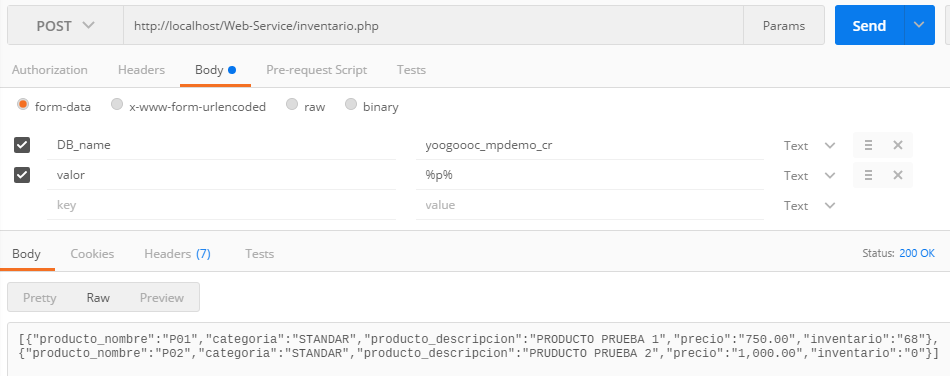 POST http://localhost/Web-Service/inventario.php Params Send
Authorization Headers Body Pre-request Script Tests
form-data x-www-form-urlencoded raw binary
DB_name yoogoooc_mpdemo_cr Text
valor %p% Text
key value Text
Body Cookies Headers (7) Tests Status: 200 OK
Pretty Raw Preview
[{"producto_nombre":"P01","categoria":"STANDAR","producto_descripcion":"PRODUCTO PRUEBA 1","precio":"750.00","inventario":"68"},
{"producto_nombre":"P02","categoria":"STANDAR","producto_descripcion":"PRUDUCTO PRUEBA 2","precio":"1,000.00","inventario":"0"}]